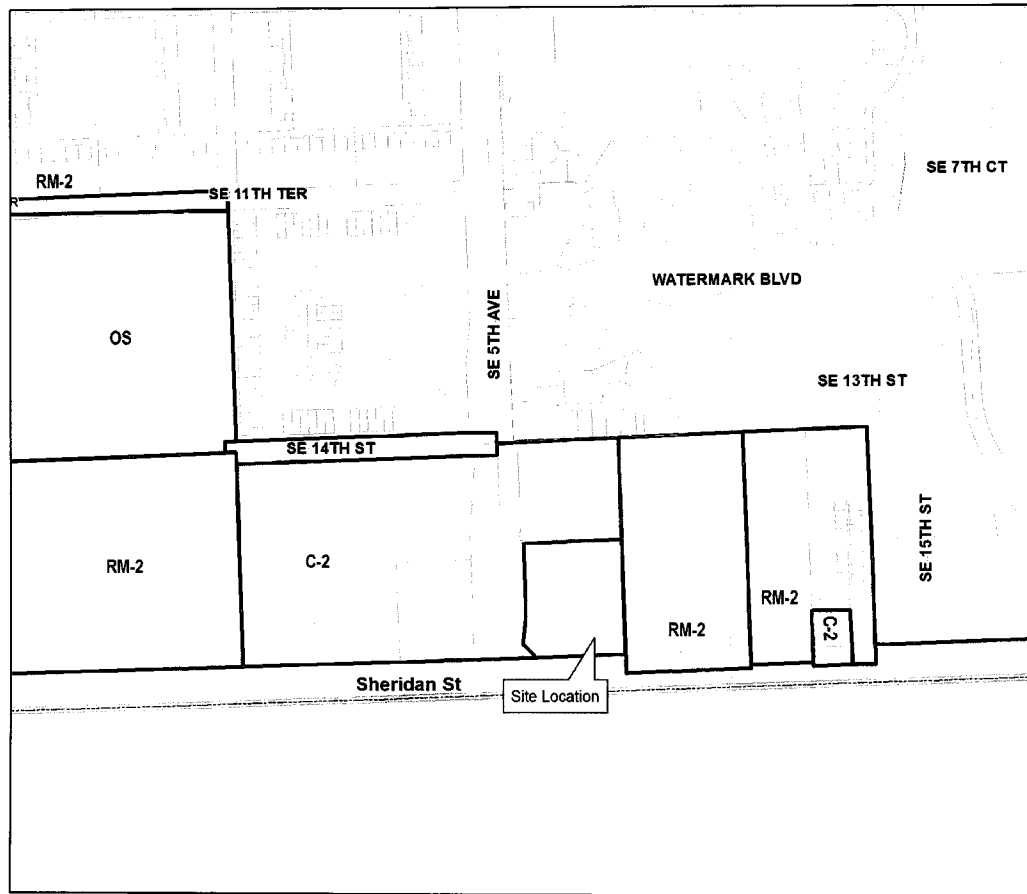 SE 7TH CT
RM-2
SE 11TH TER
R
WATERMARK BLVD
OS
SE 5TH AVE
SE 13TH ST
SE 14TH ST
SE 15TH ST
RM-2
C-2
RM-2
RM-2
C-2
Sheridan St
Site Location